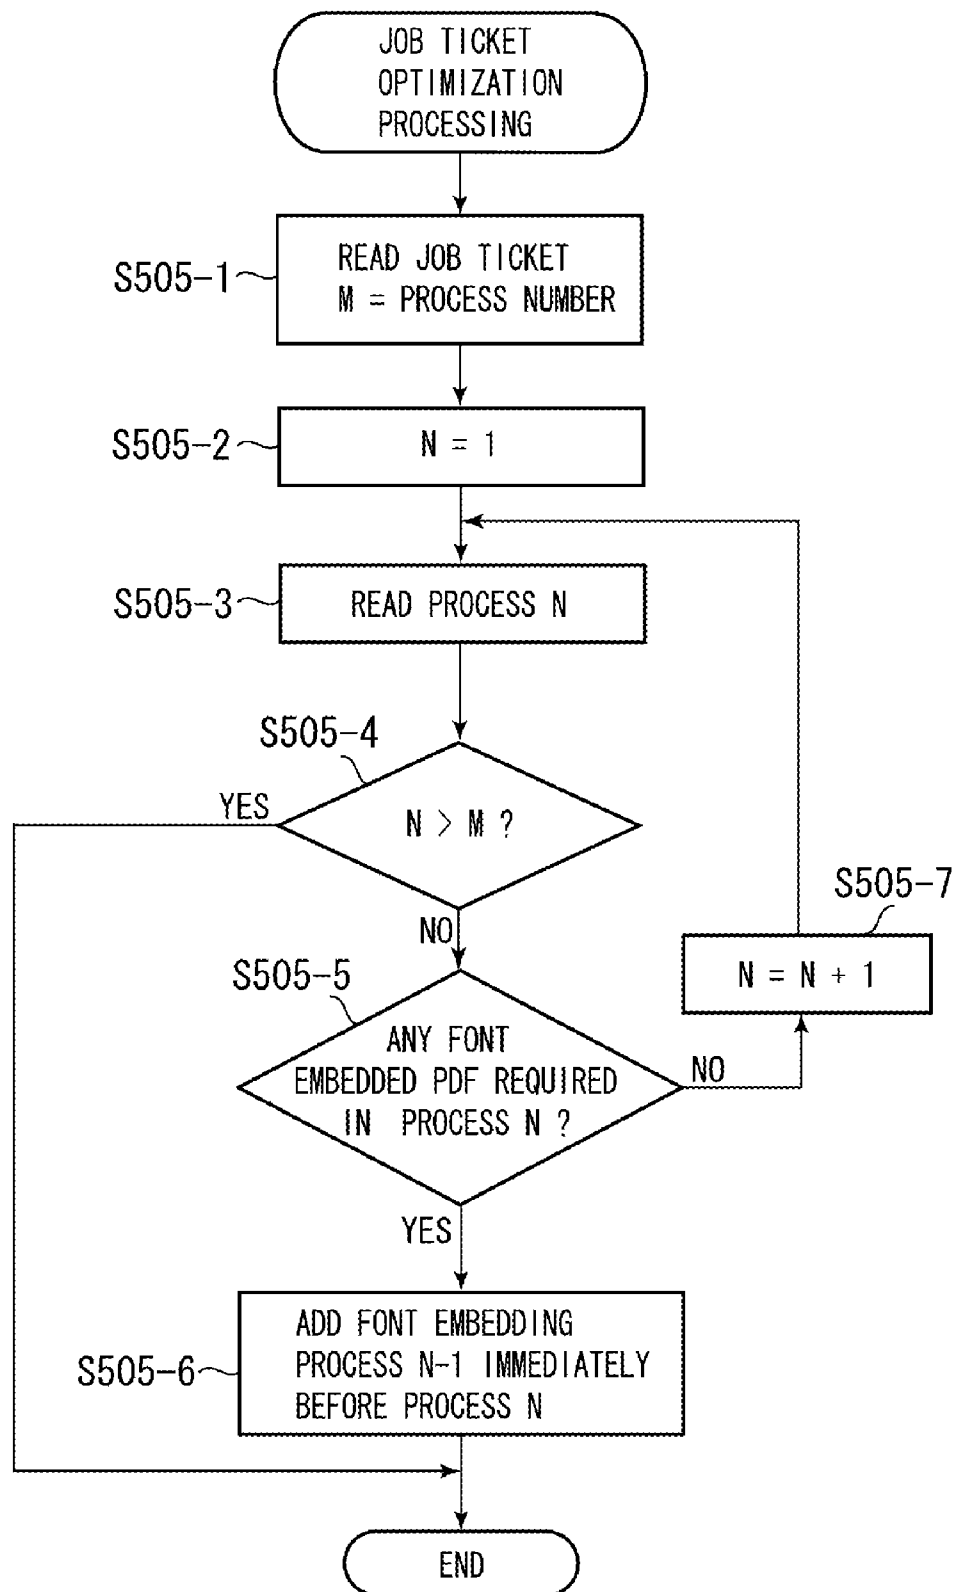 JOB TICKET
OPTIMIZATION
PROCESSING
S505-1
READ JOB TICKET
M = PROCESS NUMBER
S505-2
N = 1
S505-3
READ PROCESS N
S505-4
YES
N > M ?
NO
S505-7
N = N + 1
S505-5
ANY FONT
EMBEDDED PDF REQUIRED
IN PROCESS N ?
NO
YES
S505-6
ADD FONT EMBEDDING
PROCESS N-1 IMMEDIATELY
BEFORE PROCESS N
END